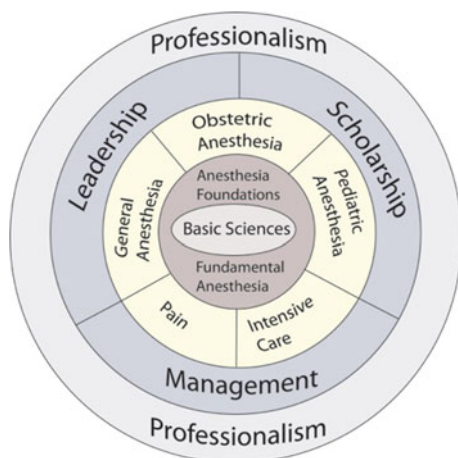 Professionalism
Leadership
Scholarship
Obstetric
Anesthesia
General
Anesthesia
Anesthesia
Foundations
Pediatric
Anesthesia
Basic Sciences
Fundamental
Anesthesia
Pain
Intensive
Care
Management
Professionalism